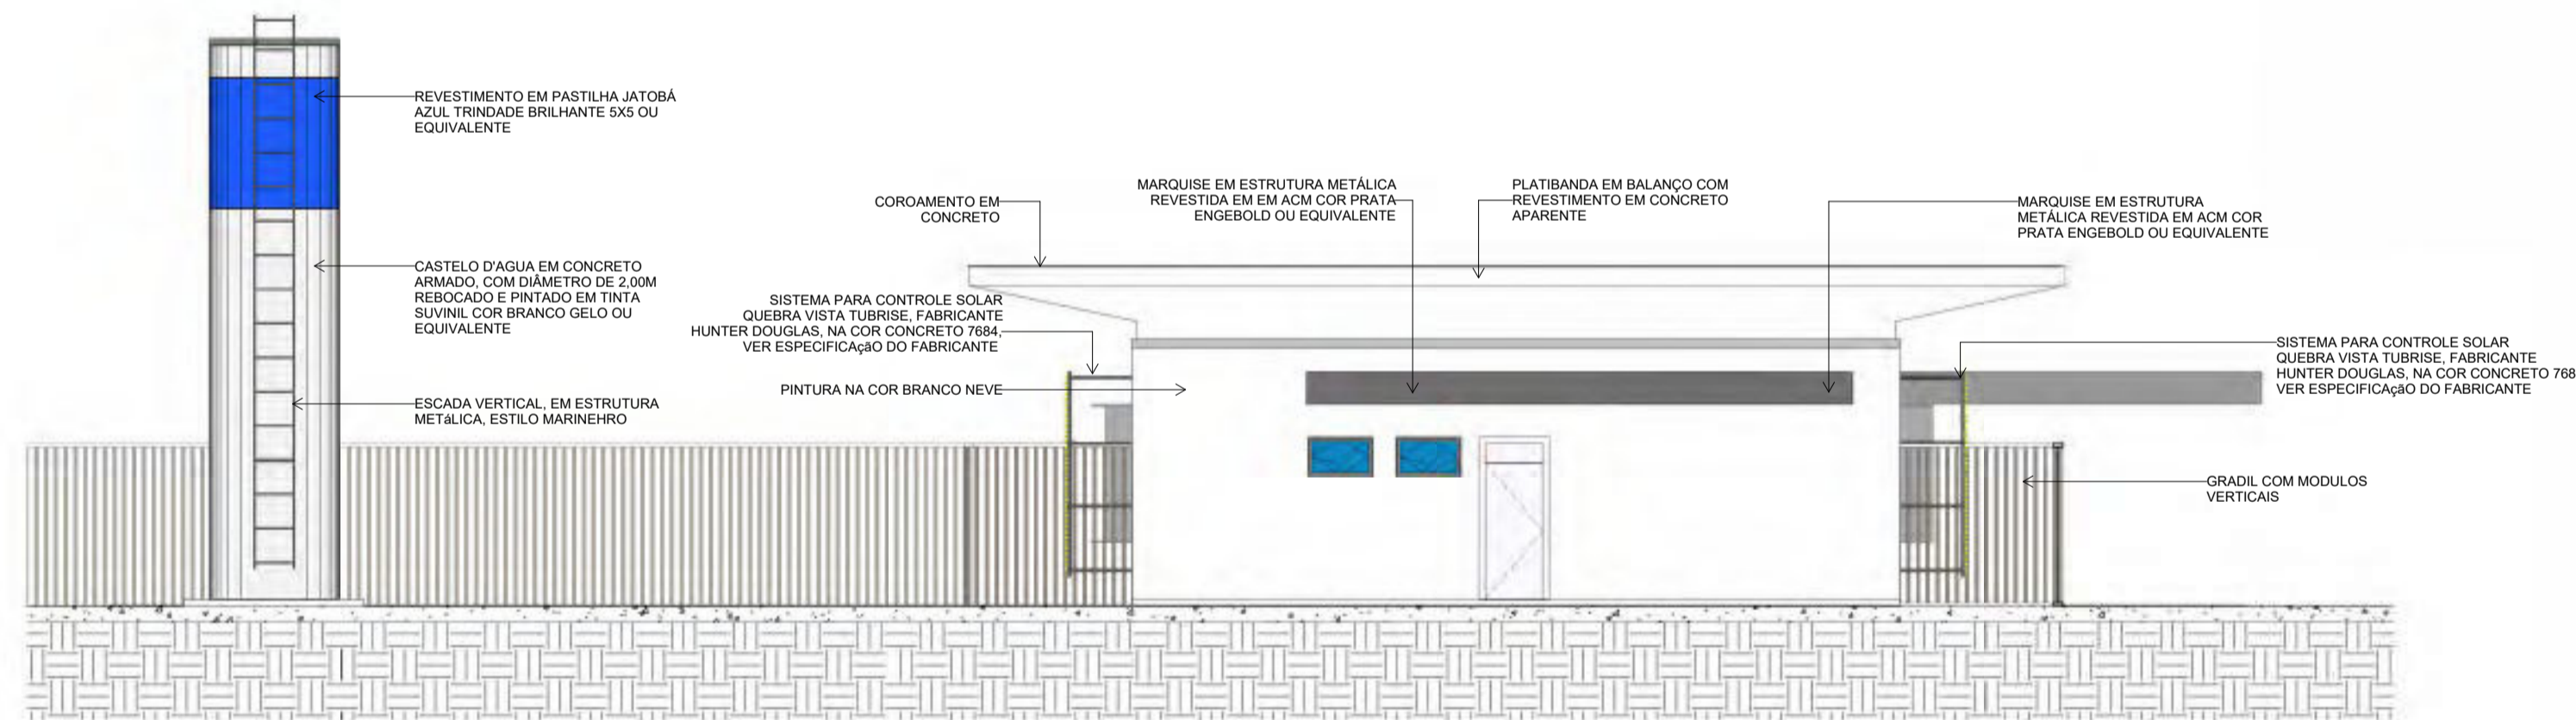 REVESTIMENTO EM PASTILHA JATOBÁ
AZUL TRINDADE BRILHANTE 5X5 OU
EQUIVALENTE
CASTELO D'AGUA EM CONCRETO
ARMADO, COM DIÂMETRO DE 2,00M
REBOCADO E PINTADO EM TINTA
SUVINIL COR BRANCO GELO OU
EQUIVALENTE
ESCADA VERTICAL, EM ESTRUTURA
METáLICA, ESTILO MARINEHRO
COROAMENTO EM
CONCRETO
SISTEMA PARA CONTROLE SOLAR
QUEBRA VISTA TUBRISE, FABRICANTE
HUNTER DOUGLAS, NA COR CONCRETO 7684,
VER ESPECIFICAçãO DO FABRICANTE
PINTURA NA COR BRANCO NEVE
MARQUISE EM ESTRUTURA METÁLICA
REVESTIDA EM EM ACM COR PRATA
ENGEBOLD OU EQUIVALENTE
PLATIBANDA EM BALANÇO COM
REVESTIMENTO EM CONCRETO
APARENTE
MARQUISE EM ESTRUTURA
METÁLICA REVESTIDA EM ACM COR
PRATA ENGEBOLD OU EQUIVALENTE
SISTEMA PARA CONTROLE SOLAR
QUEBRA VISTA TUBRISE, FABRICANTE
HUNTER DOUGLAS, NA COR CONCRETO 768
VER ESPECIFICAçãO DO FABRICANTE
GRADIL COM MODULOS
VERTICAIS